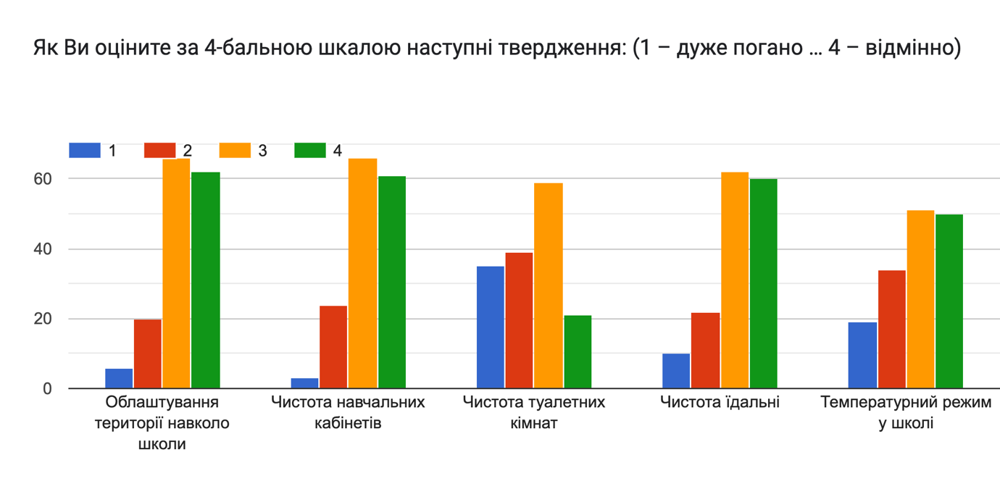 Як Ви оціните за 4-бальною шкалою наступні твердження: (1 – дуже погано ... 4 – відмінно)
1 2 3 4
60
40
20
0
Облаштування
території навколо
школи
Чистота навчальних
кабінетів
Чистота туалетних
кімнат
Чистота їдальні
Температурний режим
у школі